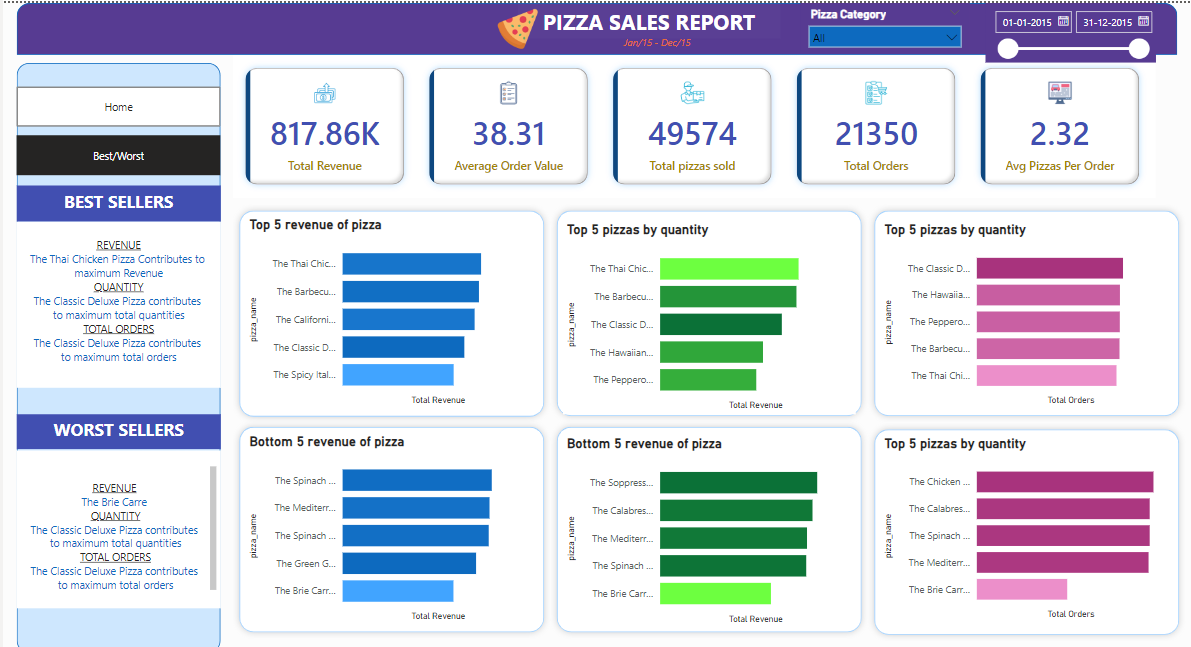 PIZZA SALES REPORT
Jan/15 - Dec/15
Pizza Category
All
01-01-2015
31-12-2015
Home
Best/Worst
BEST SELLERS
REVENUE
The Thai Chicken Pizza Contributes to
maximum Revenue
QUANTITY
The Classic Deluxe Pizza contributes
to maximum total quantities
TOTAL ORDERS
The Classic Deluxe Pizza contributes
to maximum total orders
WORST SELLERS
REVENUE
The Brie Carre
QUANTITY
The Classic Deluxe Pizza contributes
to maximum total quantities
TOTAL ORDERS
The Classic Deluxe Pizza contributes
to maximum total orders
817.86K
Total Revenue
38.31
Average Order Value
49574
Total pizzas sold
21350
Total Orders
2.32
Avg Pizzas Per Order
Top 5 revenue of pizza
pizza_name
The Thai Chic...
The Barbecu...
The Californi...
The Classic D...
The Spicy Ital...
Total Revenue
Top 5 pizzas by quantity
pizza_name
The Thai Chic...
The Barbecu...
The Classic D...
The Hawaiian...
The Peppero...
Total Revenue
Top 5 pizzas by quantity
pizza_name
The Classic D...
The Hawaiia...
The Peppero...
The Barbecu...
The Thai Chi...
Total Orders
Bottom 5 revenue of pizza
pizza_name
The Spinach ...
The Mediterr...
The Spinach ...
The Green G...
The Brie Carr...
Total Revenue
Bottom 5 revenue of pizza
pizza_name
The Soppress...
The Calabres...
The Mediterr...
The Spinach ...
The Brie Carr...
Total Revenue
Top 5 pizzas by quantity
pizza_name
The Chicken ...
The Calabres...
The Spinach ...
The Mediterr...
The Brie Carr...
Total Orders